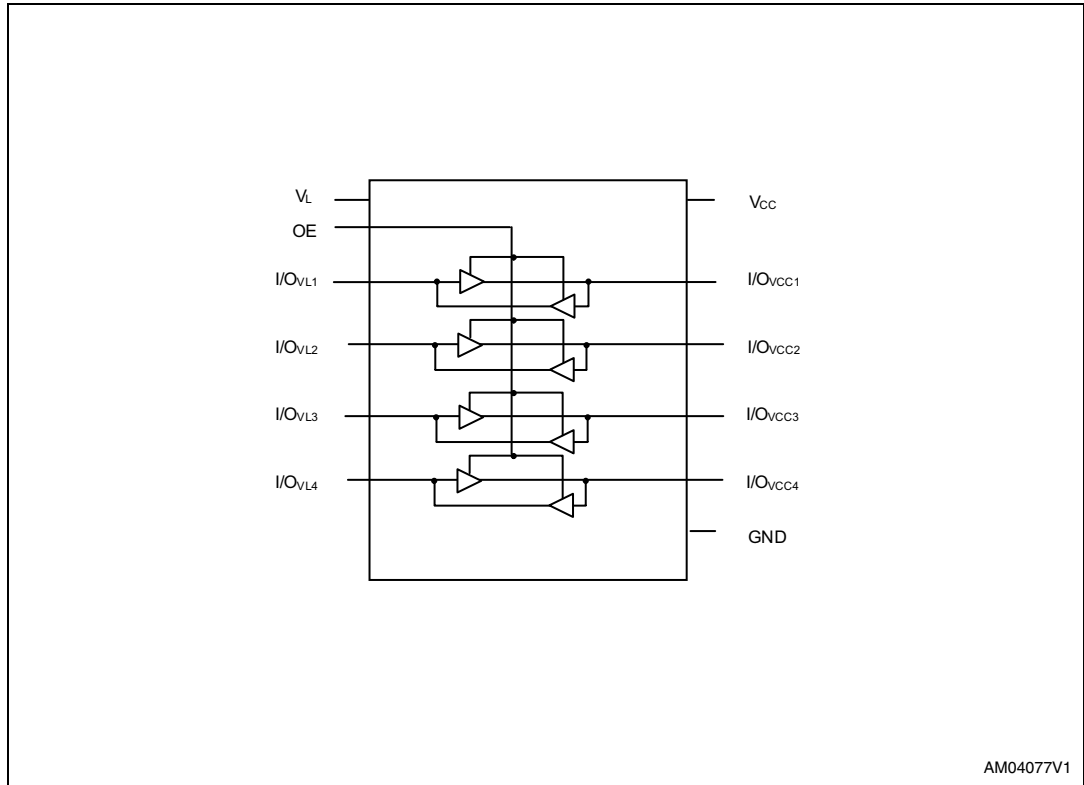 VL VCC
OE
I/OVL1 I/OVCC1
I/OVL2 I/OVCC2
I/OVL3 I/OVCC3
I/OVL4 I/OVCC4
GND
AM04077V1